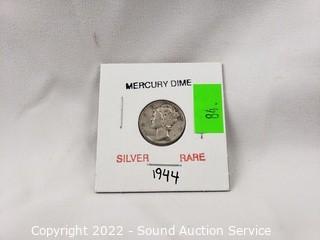 MERCURY DIME
84.
SILVER RARE
1944
Copyright 2022 - Sound Auction Service